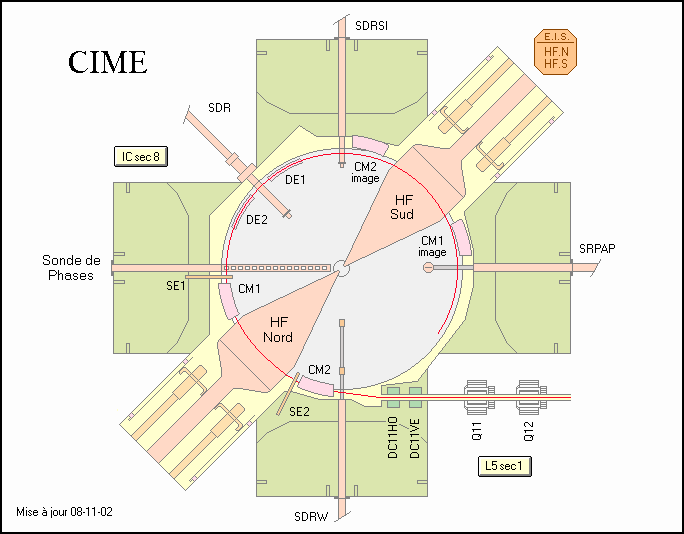 SDRSI
E.I.S.
HF.N
HF.S
CIME
SDR
IC sec 8
CM2
image
DE1
HF
Sud
DE2
CM1
image
SRPAP
Sonde de
Phases
SE1
CM1
HF
Nord
CM2
SE2
DC11HO
DC11VE
Q11
Q12
L5 sec1
Mise à jour 08-11-02
SDRW